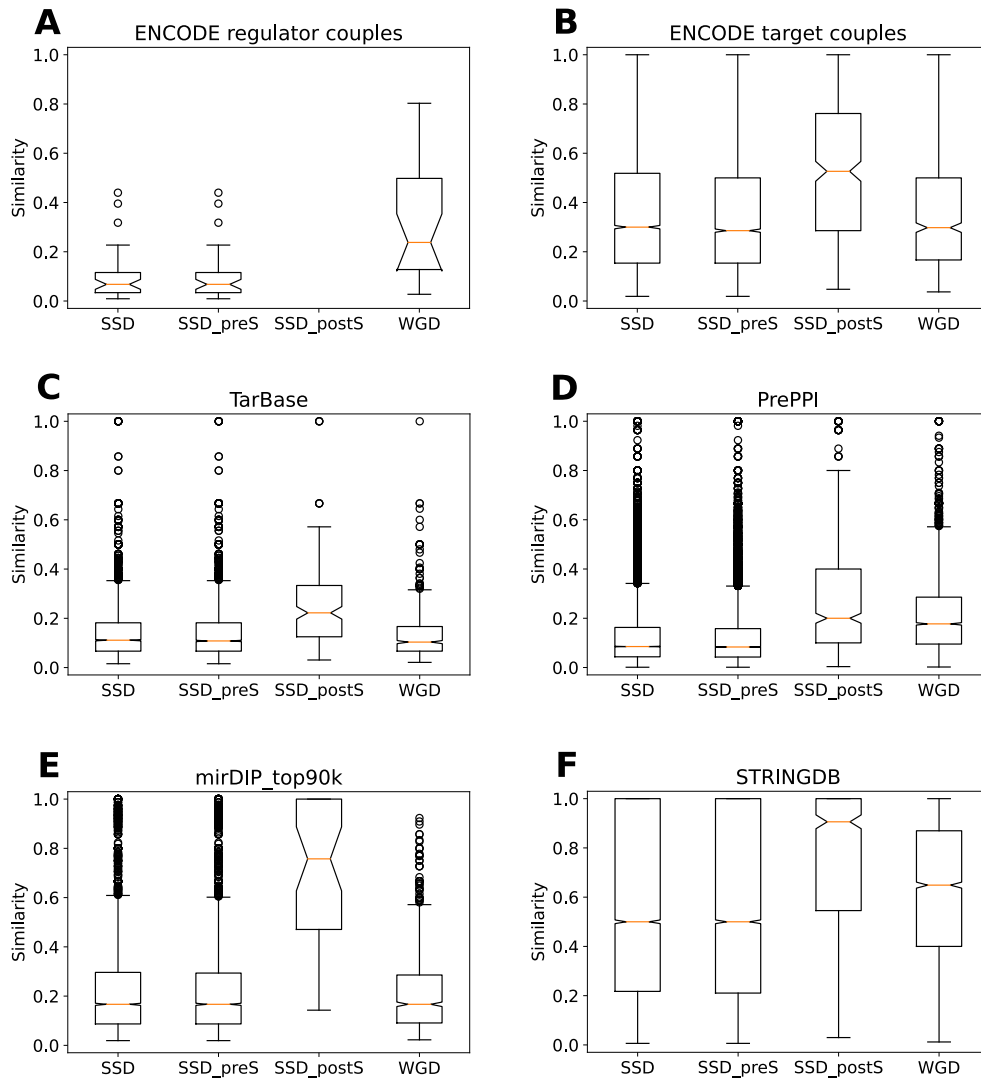 A
ENCODE regulator couples
1.0
0.8
0.6
0.4
0.2
0.0
Similarity
SSD
SSD_preS
SSD_postS
WGD
B
ENCODE target couples
1.0
0.8
0.6
0.4
0.2
0.0
Similarity
SSD
SSD_preS
SSD_postS
WGD
C
TarBase
1.0
0.8
0.6
0.4
0.2
0.0
Similarity
SSD
SSD_preS
SSD_postS
WGD
D
PrePPI
1.0
0.8
0.6
0.4
0.2
0.0
Similarity
SSD
SSD_preS
SSD_postS
WGD
E
mirDIP_top90k
1.0
0.8
0.6
0.4
0.2
0.0
Similarity
SSD
SSD_preS
SSD_postS
WGD
F
STRINGDB
1.0
0.8
0.6
0.4
0.2
0.0
Similarity
SSD
SSD_preS
SSD_postS
WGD